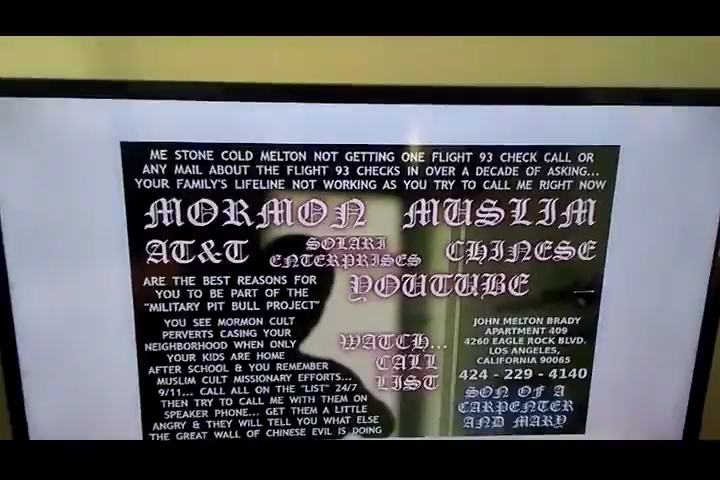 ME STONE COLD MELTON NOT GETTING ONE FLIGHT 93 CHECK CALL OR
ANY MAIL ABOUT THE FLIGHT 93 CHECKS IN OVER A DECADE OF ASKING...
YOUR FAMILY'S LIFELINE NOT WORKING AS YOU TRY TO CALL ME RIGHT NOW
MORMON MUSLIM
AT&T SOLARI ENTERPRISES CHINESE
YOUTUBE
ARE THE BEST REASONS FOR
YOU TO BE PART OF THE
"MILITARY PIT BULL PROJECT"
YOU SEE MORMON CULT
PERVERTS CASING YOUR
NEIGHBORHOOD WHEN ONLY
YOUR KIDS ARE HOME
AFTER SCHOOL & YOU REMEMBER
MUSLIM CULT MISSIONARY EFFORTS...
9/11... CALL ALL ON THE "LIST" 24/7
THEN TRY TO CALL ME WITH THEM ON
SPEAKER PHONE... GET THEM A LITTLE
ANGRY & THEY WILL TELL YOU WHAT ELSE
THE GREAT WALL OF CHINESE EVIL IS DOING
WATCH...
CALL
LIST
JOHN MELTON BRADY
APARTMENT 409
4260 EAGLE ROCK BLVD.
LOS ANGELES,
CALIFORNIA 90065
424 - 229 - 4140
SON OF A
CARPENTER
AND MARY